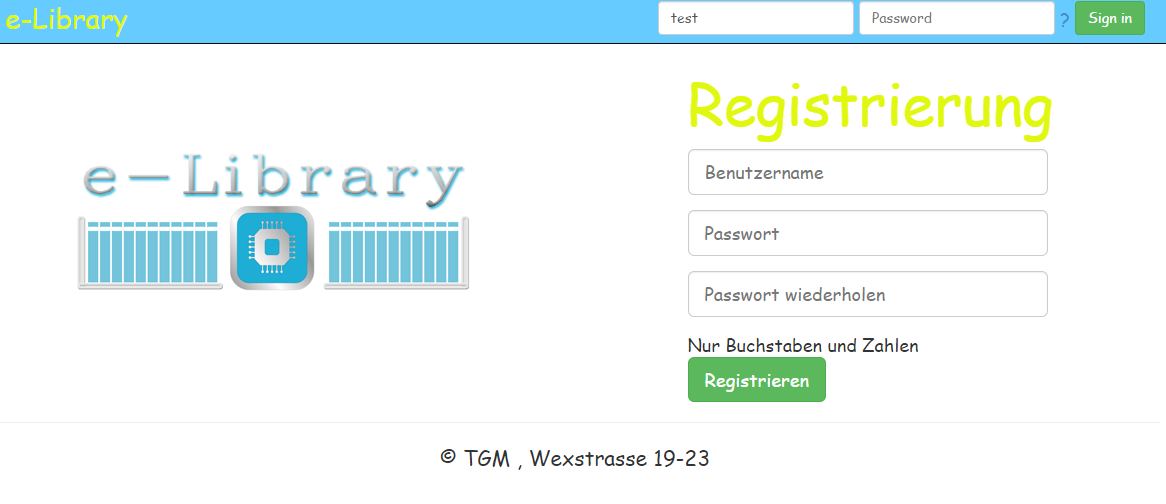 e-Library
test
Password
?
Sign in
e-Library
Registrierung
Benutzername
Passwort
Passwort wiederholen
Nur Buchstaben und Zahlen
Registrieren
© TGM , Wexstrasse 19-23